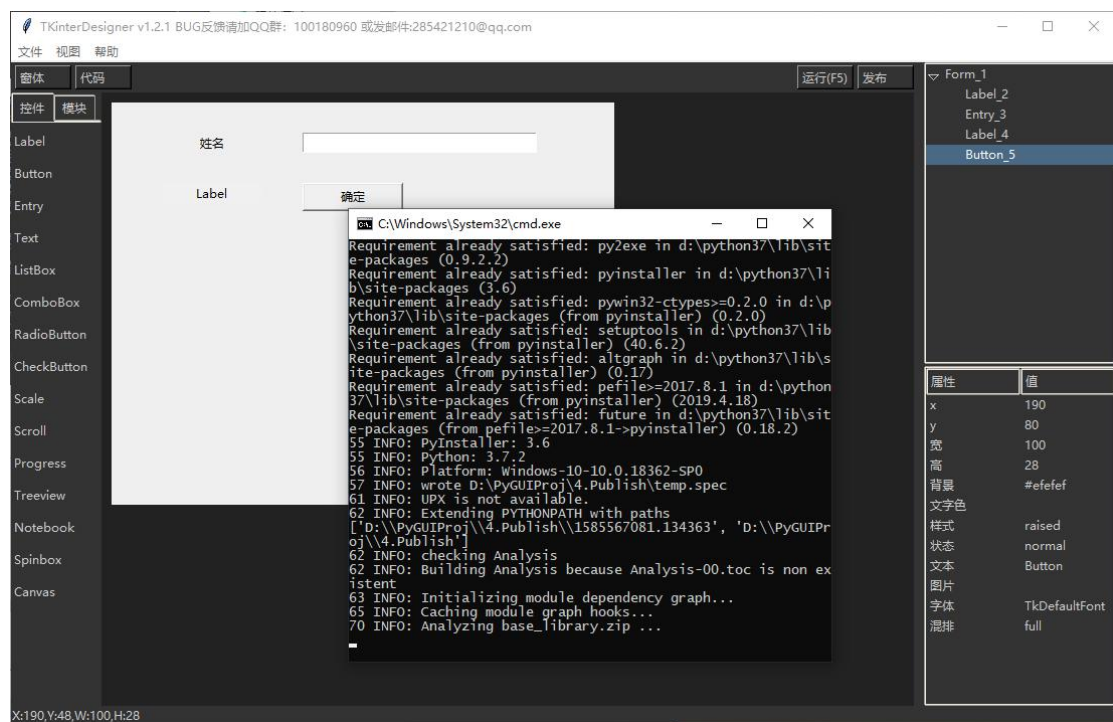 TKinterDesigner v1.2.1 BUG反馈请加QQ群：100180960 或发邮件:285421210@qq.com
文件 视图 帮助
窗体 代码 运行(F5) 发布
控件 模块
Label
Button
Entry
Text
ListBox
ComboBox
RadioButton
CheckButton
Scale
Scroll
Progress
Treeview
Notebook
Spinbox
Canvas
姓名
Label 确定
C:\Windows\System32\cmd.exe
Requirement already satisfied: py2exe in d:\python37\lib\sit
e-packages (0.9.2.2)
Requirement already satisfied: pyinstaller in d:\python37\li
b\site-packages (3.6)
Requirement already satisfied: pywin32-ctypes>=0.2.0 in d:\p
ython37\lib\site-packages (from pyinstaller) (0.2.0)
Requirement already satisfied: setuptools in d:\python37\lib
\site-packages (from pyinstaller) (40.6.2)
Requirement already satisfied: altgraph in d:\python37\lib\s
ite-packages (from pyinstaller) (0.17)
Requirement already satisfied: pefile>=2017.8.1 in d:\python
37\lib\site-packages (from pyinstaller) (2019.4.18)
Requirement already satisfied: future in d:\python37\lib\sit
e-packages (from pefile>=2017.8.1->pyinstaller) (0.18.2)
55 INFO: PyInstaller: 3.6
55 INFO: Python: 3.7.2
56 INFO: Platform: Windows-10-10.0.18362-SP0
57 INFO: wrote D:\PyGUIProj\4.Publish\temp.spec
61 INFO: UPX is not available.
62 INFO: Extending PYTHONPATH with paths
['D:\\PyGUIProj\\4.Publish\\1585567081.134363', 'D:\\PyGUIPr
oj\\4.Publish']
62 INFO: checking Analysis
62 INFO: Building Analysis because Analysis-00.toc is non ex
istent
63 INFO: Initializing module dependency graph...
65 INFO: Caching module graph hooks...
70 INFO: Analyzing base_library.zip ...
Form_1
Label_2
Entry_3
Label_4
Button_5
属性 值
x 190
y 80
宽 100
高 28
背景 #efefef
文字色
样式 raised
状态 normal
文本 Button
图片
字体 TkDefaultFont
混排 full
X:190,Y:48,W:100,H:28